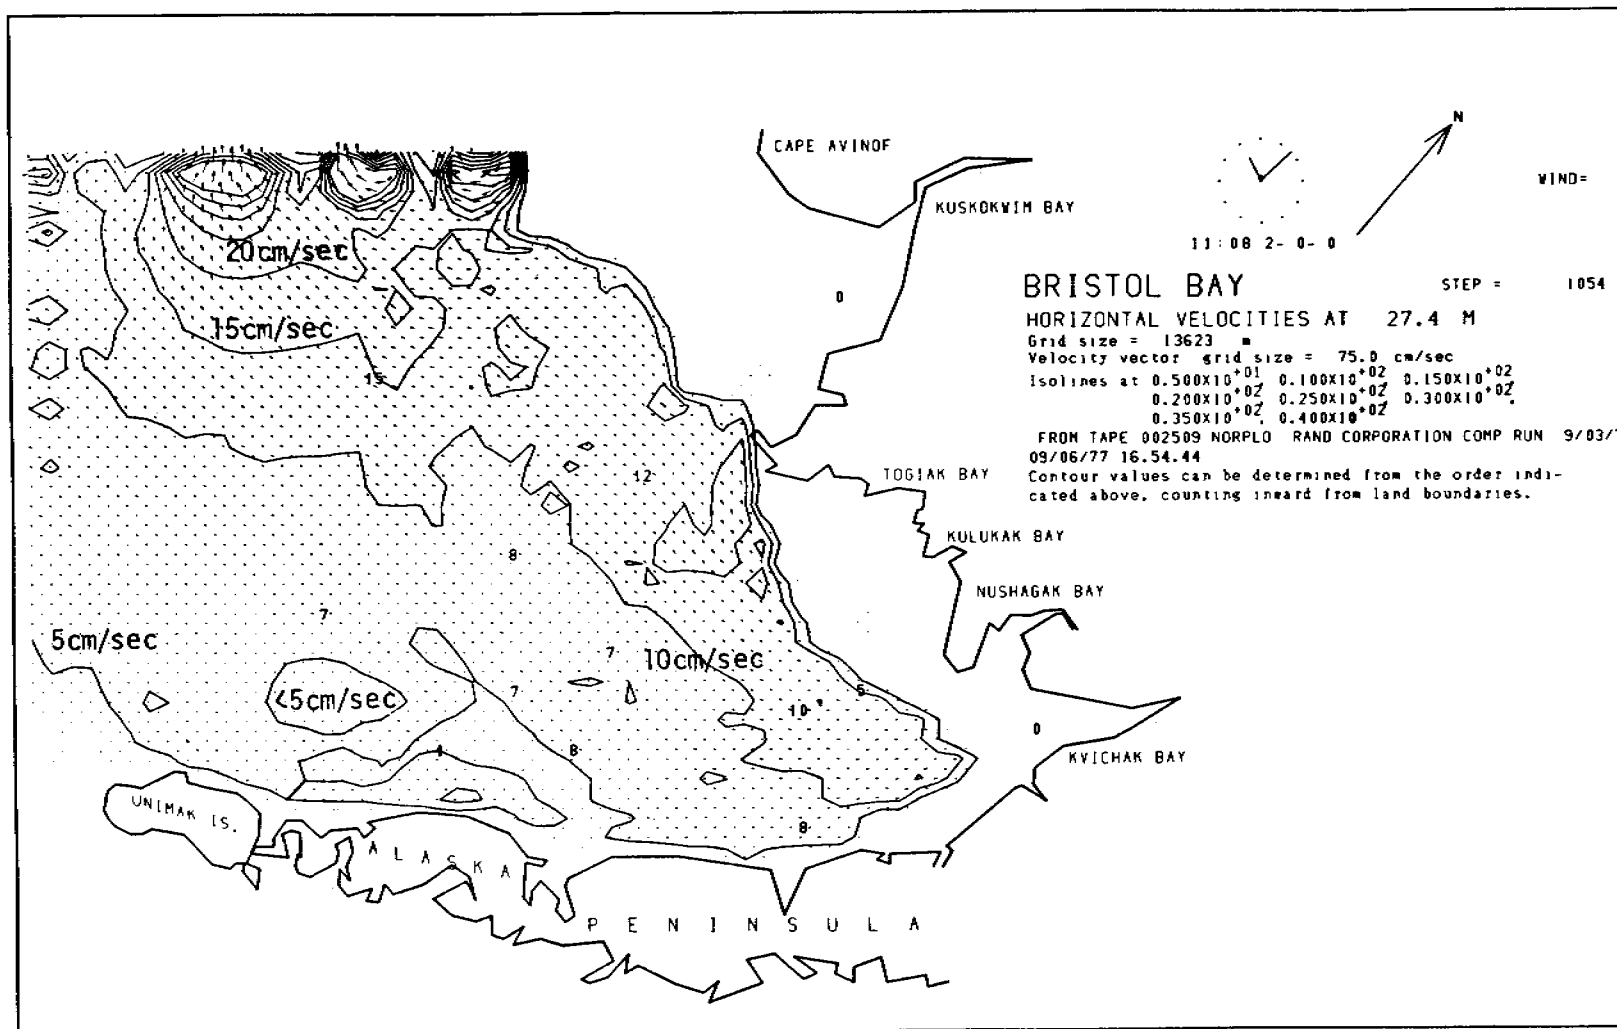 CAPE AVINOF
N
WIND=
KUSKOKWIM BAY
11:08 2- 0- 0
20cm/sec
BRISTOL BAY
STEP = 1054
0
HORIZONTAL VELOCITIES AT 27.4 M
15cm/sec
Grid size = 13623 m
Velocity vector grid size = 75.0 cm/sec
15
Isolines at 0.500X10+01, 0.100X10+02, 0.150X10+02,
0.200X10+02, 0.250X10+02, 0.300X10+02,
0.350X10+02, 0.400X10+02
FROM TAPE 002509 NORPLO RAND CORPORATION COMP RUN 9/03/
09/06/77 16.54.44
12
TOGIAK BAY
Contour values can be determined from the order indi-
cated above, counting inward from land boundaries.
KULUKAK BAY
8
NUSHAGAK BAY
7
5cm/sec
7
10cm/sec
7
5
<5cm/sec
10
0
4
8
KVICHAK BAY
UNIMAK IS.
8
ALASKA
PENINSULA